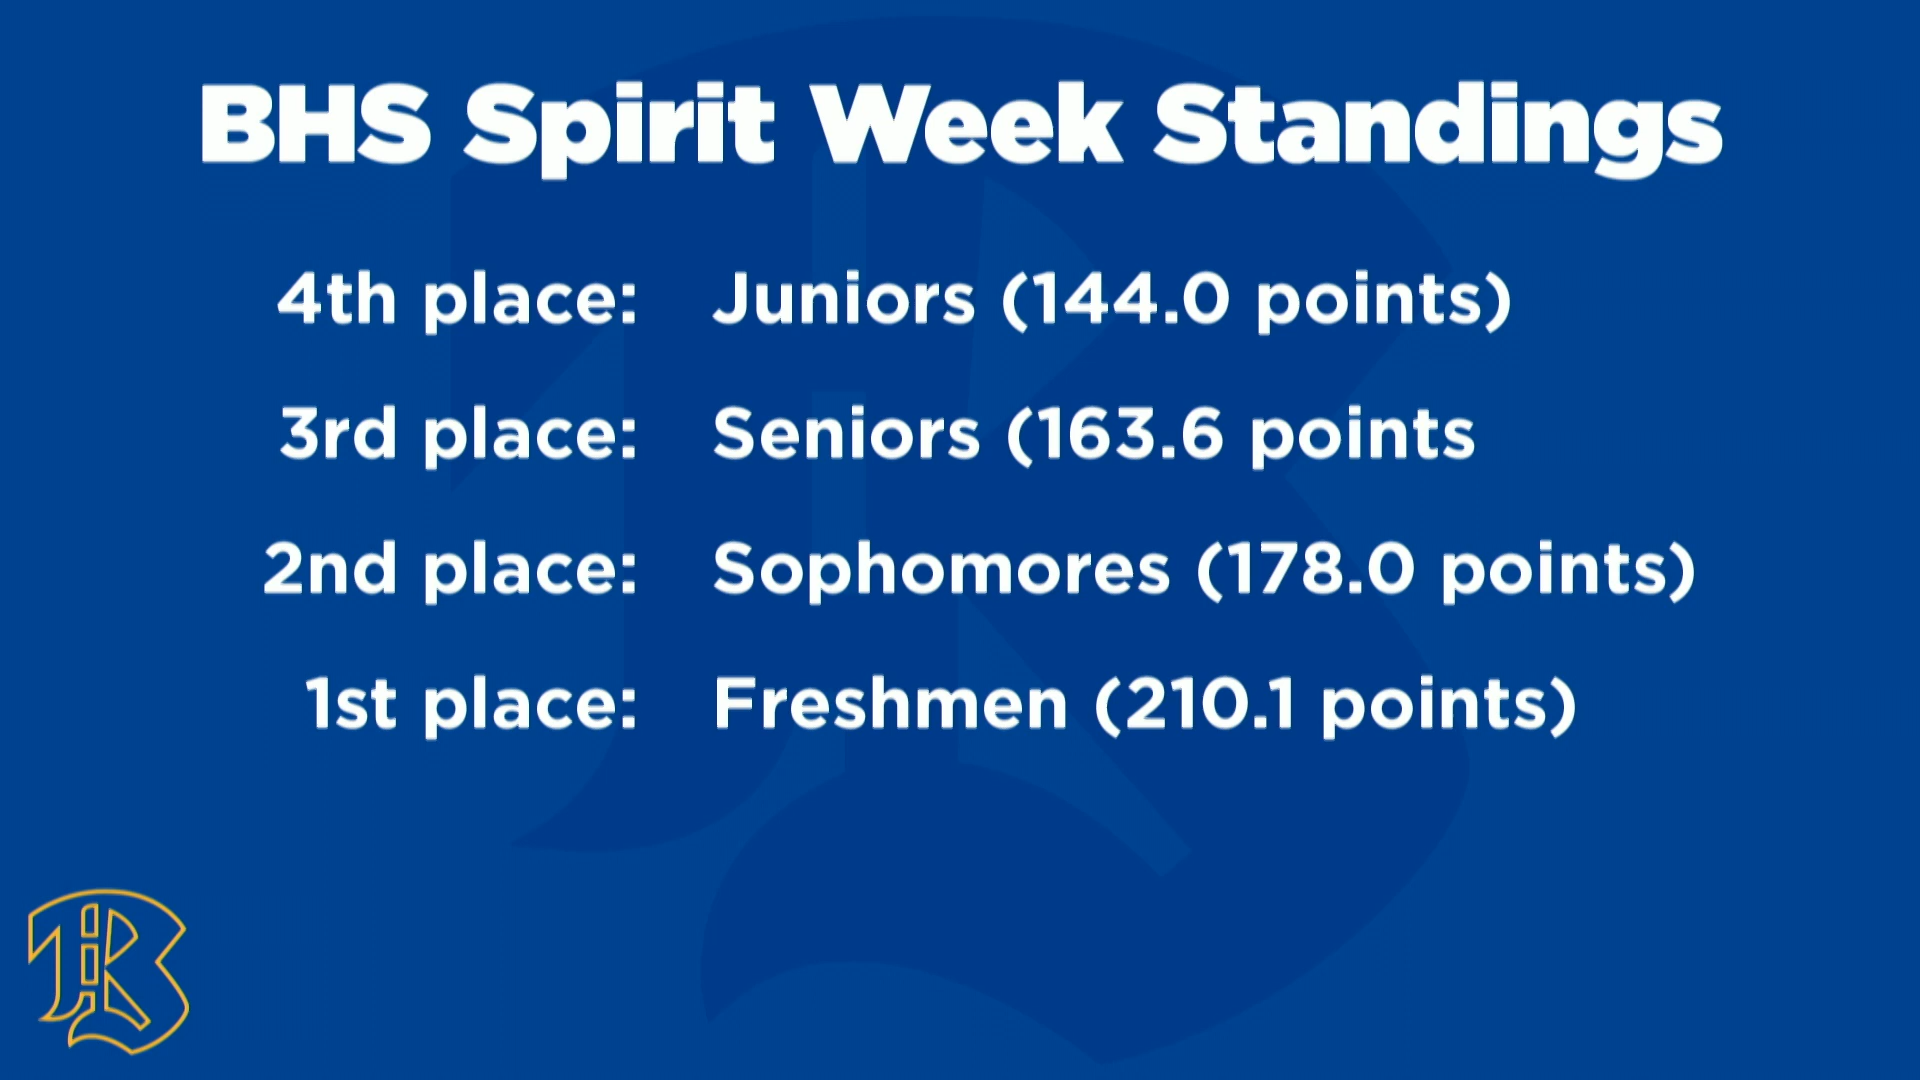 BHS Spirit Week Standings
4th place: Juniors (144.0 points)
3rd place: Seniors (163.6 points
2nd place: Sophomores (178.0 points)
1st place: Freshmen (210.1 points)
B